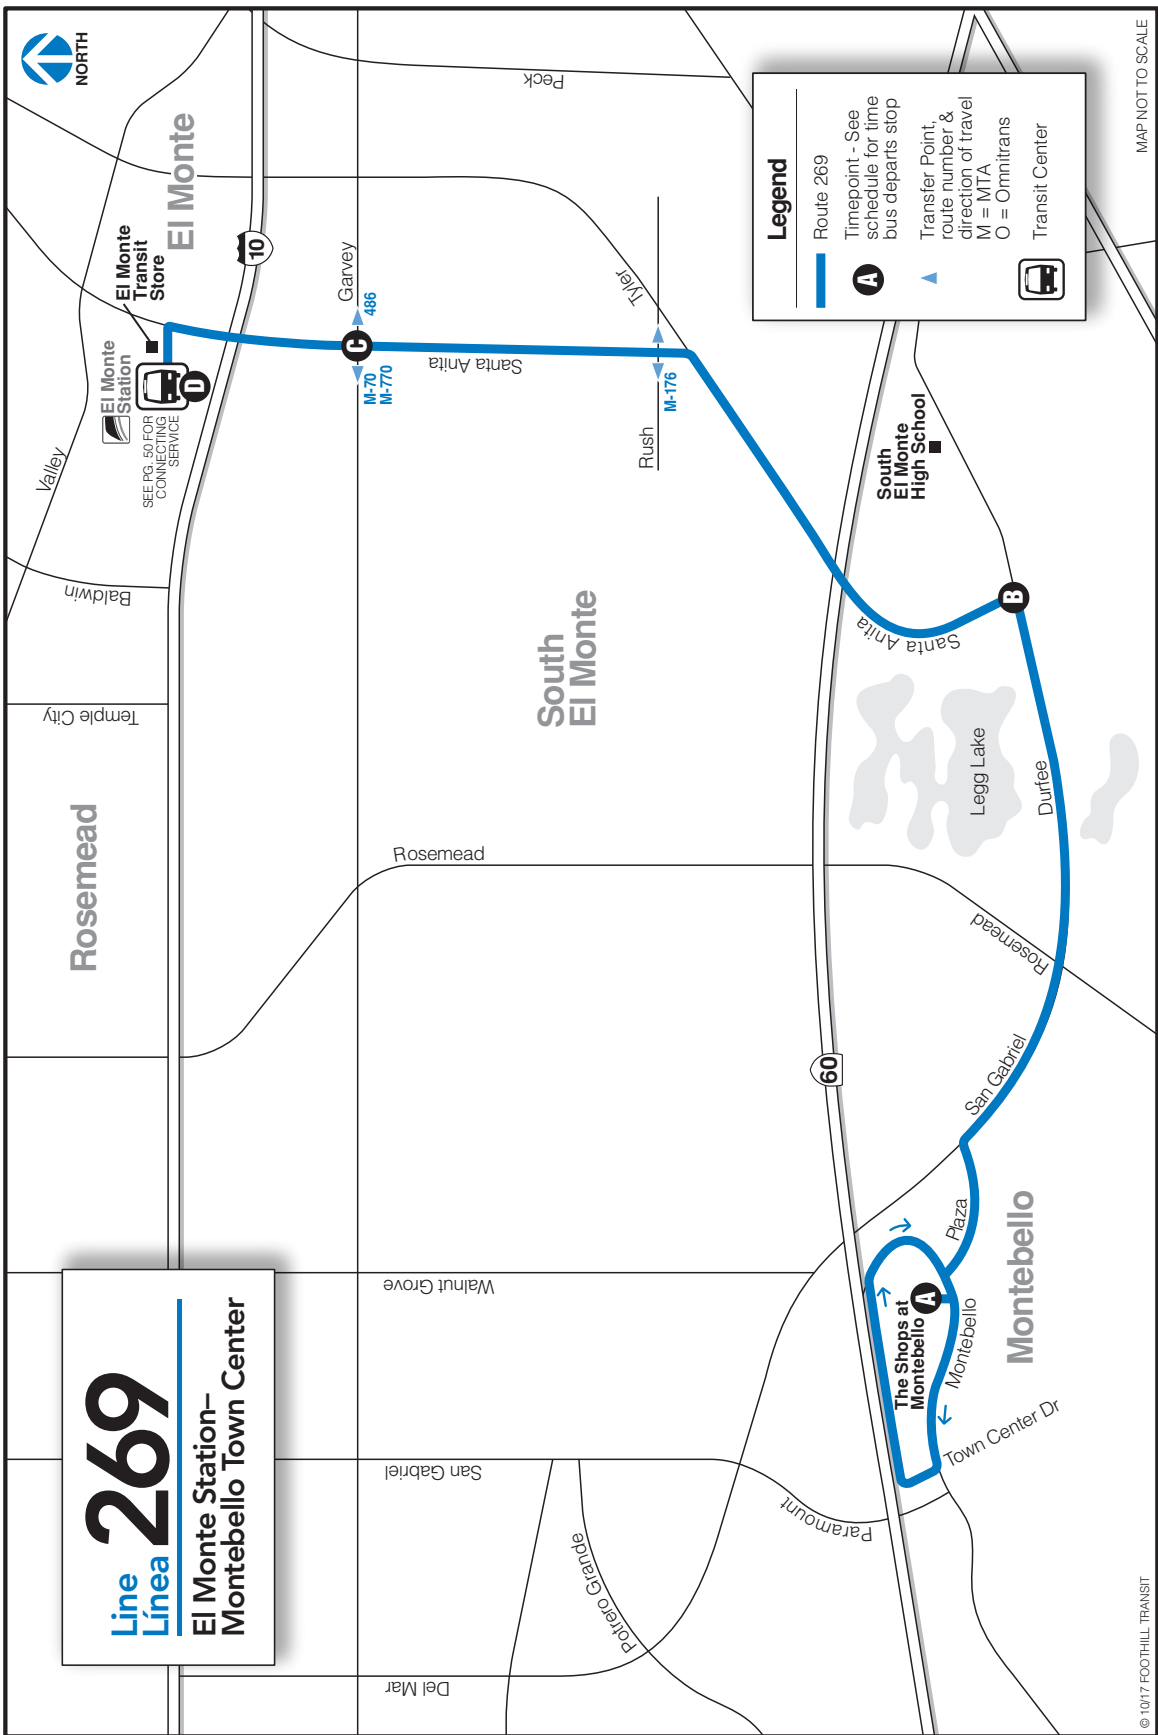 Line
Línea
269
El Monte Station–
Montebello Town Center
NORTH
Rosemead
El Monte
South
El Monte
Montebello
Valley
Baldwin
Temple City
El Monte
Station
SEE PG. 50 FOR
CONNECTING
SERVICE
D
El Monte
Transit
Store
10
Garvey
C
486
M-70
M-770
Santa Anita
Peck
Tyler
Rush
M-176
Rosemead
Walnut Grove
San Gabriel
Del Mar
Potrero Grande
Paramount
60
South
El Monte
High School
Santa Anita
B
Legg Lake
Durfee
Rosemead
San Gabriel
Plaza
The Shops at
Montebello
A
Montebello
Town Center Dr
Legend
Route 269
A
Timepoint - See
schedule for time
bus departs stop
Transfer Point,
route number &
direction of travel
M = MTA
O = Omnitrans
Transit Center
MAP NOT TO SCALE
© 10/17 FOOTHILL TRANSIT